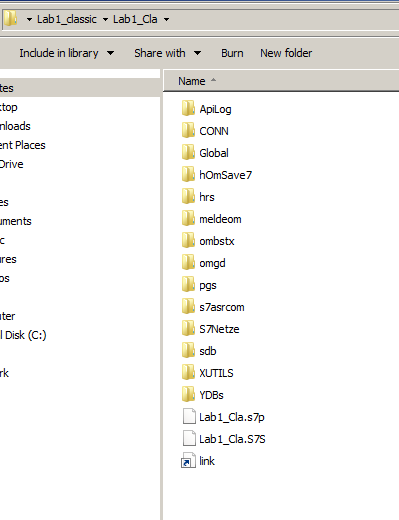 Lab1_classic Lab1_Cla
Include in library Share with Burn New folder
Name
tes
ktop
nloads
ent Places
Drive
es
uments
c
ures
os
uter
l Disk (C:)
rk
ApiLog
CONN
Global
hOmSave7
hrs
meldeom
ombstx
omgd
pgs
s7asrcom
S7Netze
sdb
XUTILS
YDBs
Lab1_Cla.s7p
Lab1_Cla.S7S
link